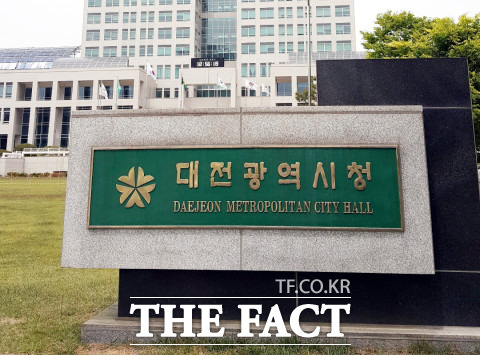 대전광역시청
DAEJEON METROPOLITAN CITY HALL
TF.CO.KR
THE FACT